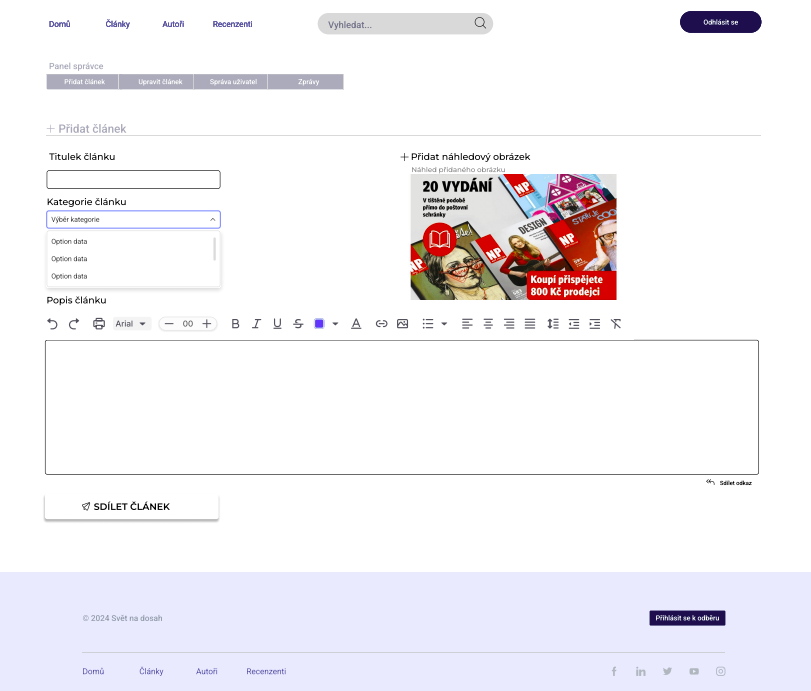 Domů Články Autoři Recenzenti Vyhledat... Odhlásit se
Panel správce
Přidat článek Upravit článek Správa uživatel Zprávy
+ Přidat článek
Titulek článku
+ Přidat náhledový obrázek
Náhled přidaného obrázku
20 VYDÁNÍ
V tištěné podobě
přímo do poštovní
schránky
NP
DESIGN
NP
NP
Koupí přispějete
800 Kč prodejci
Kategorie článku
Výběr kategorie
Option data
Option data
Option data
Popis článku
Arial 00 B I U S A
Sdílet odkaz
SDÍLET ČLÁNEK
© 2024 Svět na dosah Přihlásit se k odběru
Domů Články Autoři Recenzenti